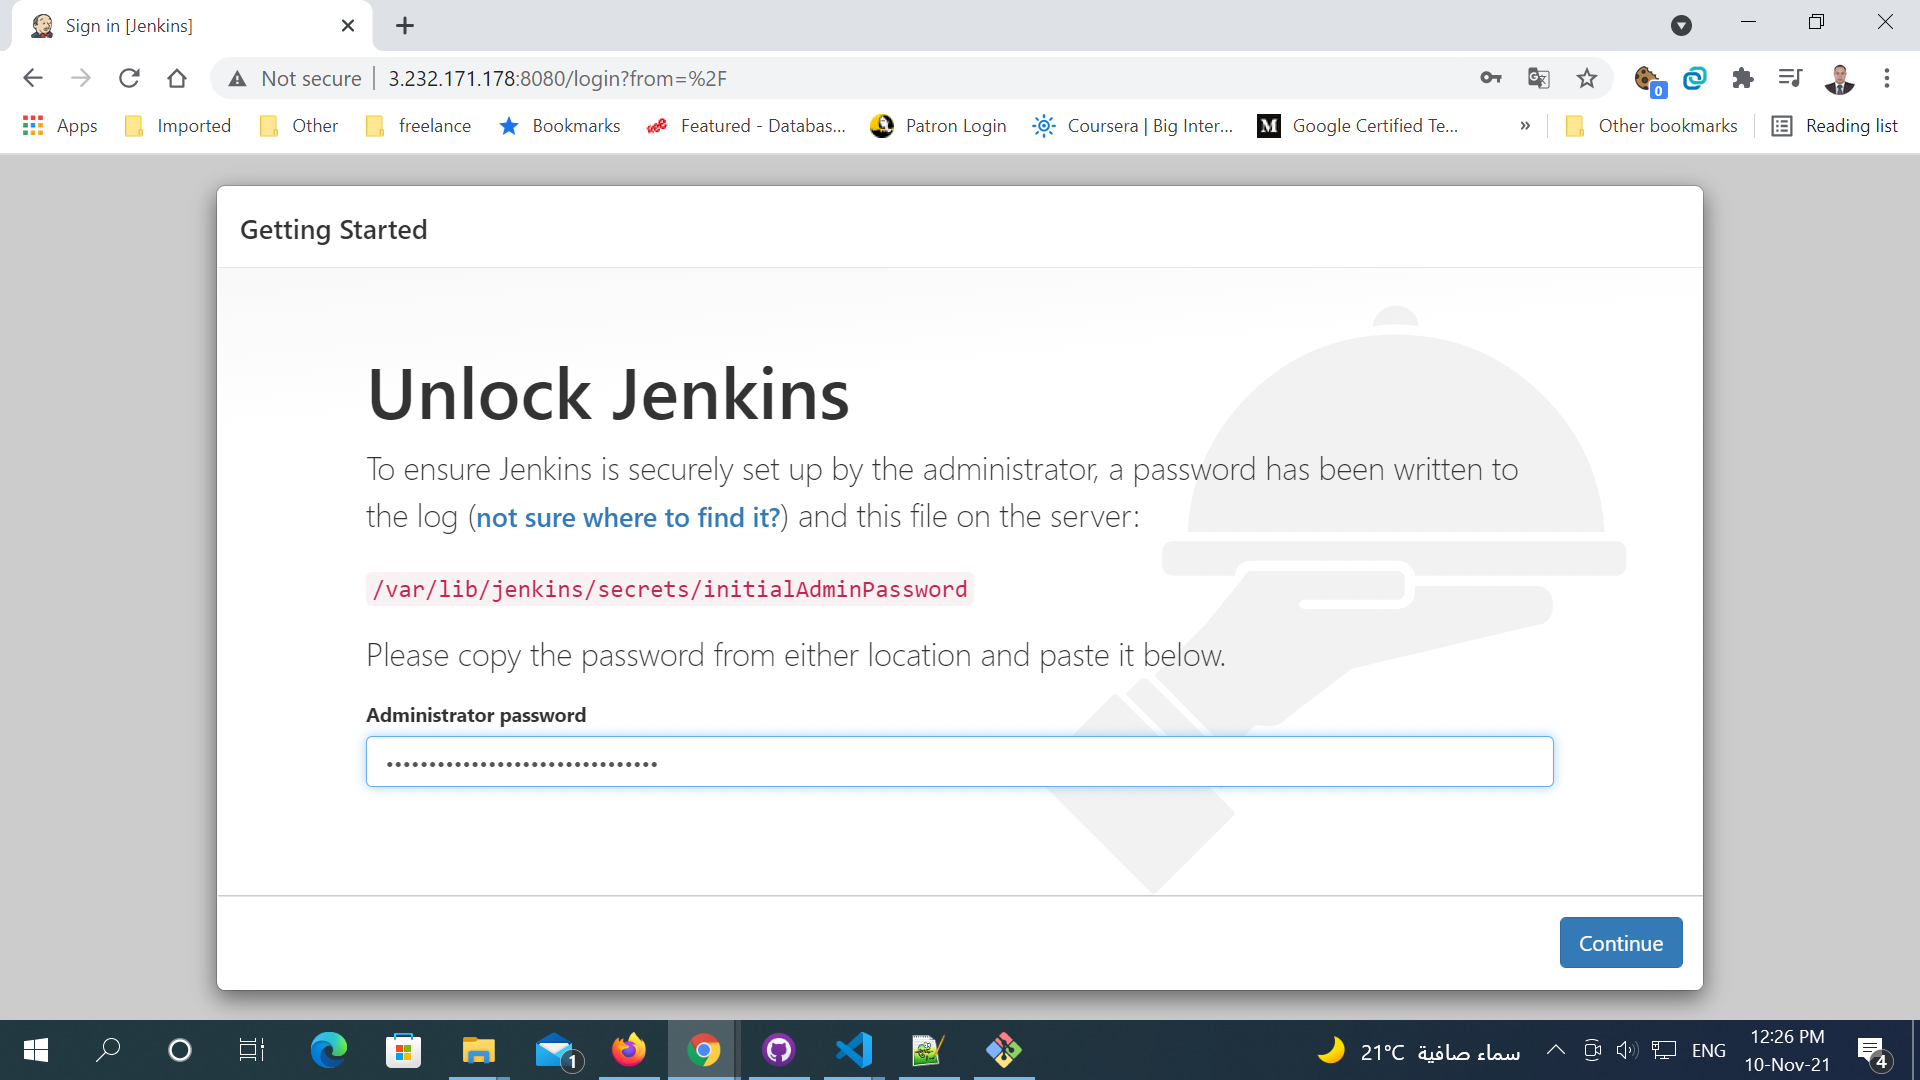 Sign in [Jenkins]
Not secure
3.232.171.178:8080/login?from=%2F
0
Apps
Imported
Other
freelance
Bookmarks
Featured - Databas...
Patron Login
Coursera | Big Inter...
M
Google Certified Te...
»
Other bookmarks
Reading list
Getting Started
Unlock Jenkins
To ensure Jenkins is securely set up by the administrator, a password has been written to
the log (not sure where to find it?) and this file on the server:
/var/lib/jenkins/secrets/initialAdminPassword
Please copy the password from either location and paste it below.
Administrator password
••••••••••••••••••••••••••••••••
Continue
1
21°C سماء صافية
ENG
12:26 PM
10-Nov-21
4